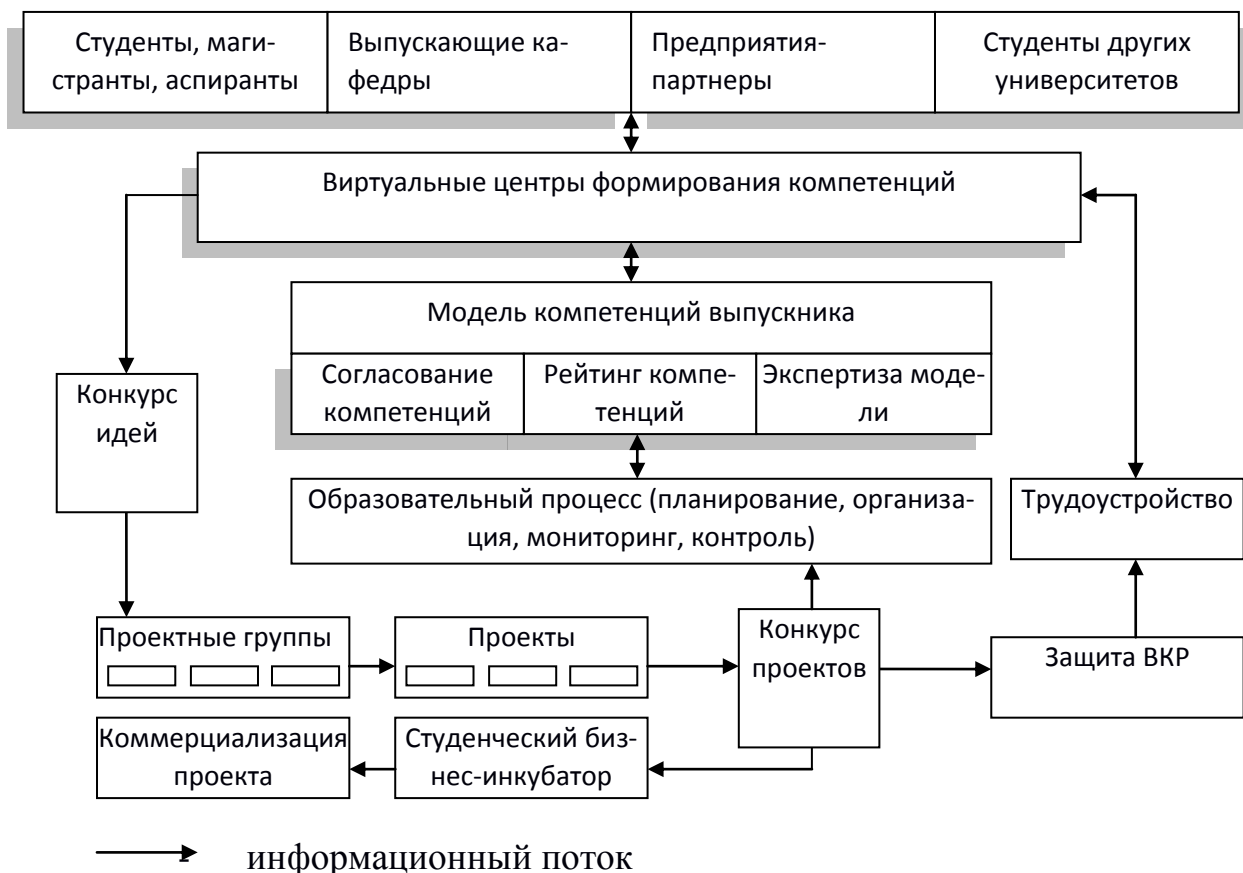 Студенты, маги-
странты, аспиранты
Выпускающие ка-
федры
Предприятия-
партнеры
Студенты других
университетов
Виртуальные центры формирования компетенций
Модель компетенций выпускника
Согласование
компетенций
Рейтинг компе-
тенций
Экспертиза моде-
ли
Конкурс
идей
Образовательный процесс (планирование, организа-
ция, мониторинг, контроль)
Трудоустройство
Проектные группы
Проекты
Конкурс
проектов
Защита ВКР
Коммерциализация
проекта
Студенческий биз-
нес-инкубатор
информационный поток